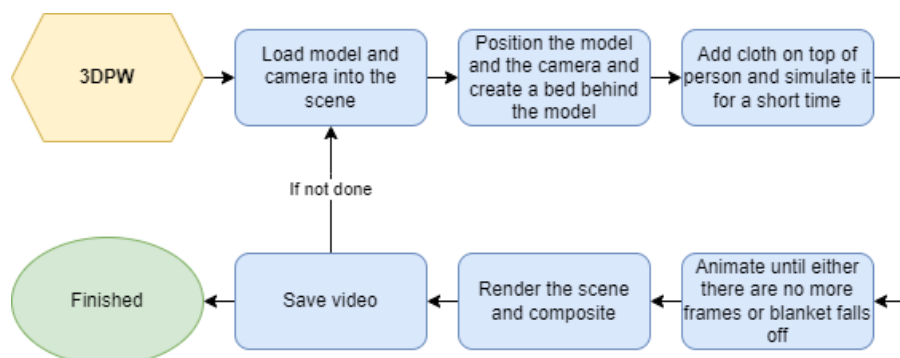 3DPW
Load model and
camera into the
scene
Position the model
and the camera and
create a bed behind
the model
Add cloth on top of
person and simulate it
for a short time
If not done
Finished
Save video
Render the scene
and composite
Animate until either
there are no more
frames or blanket falls
off